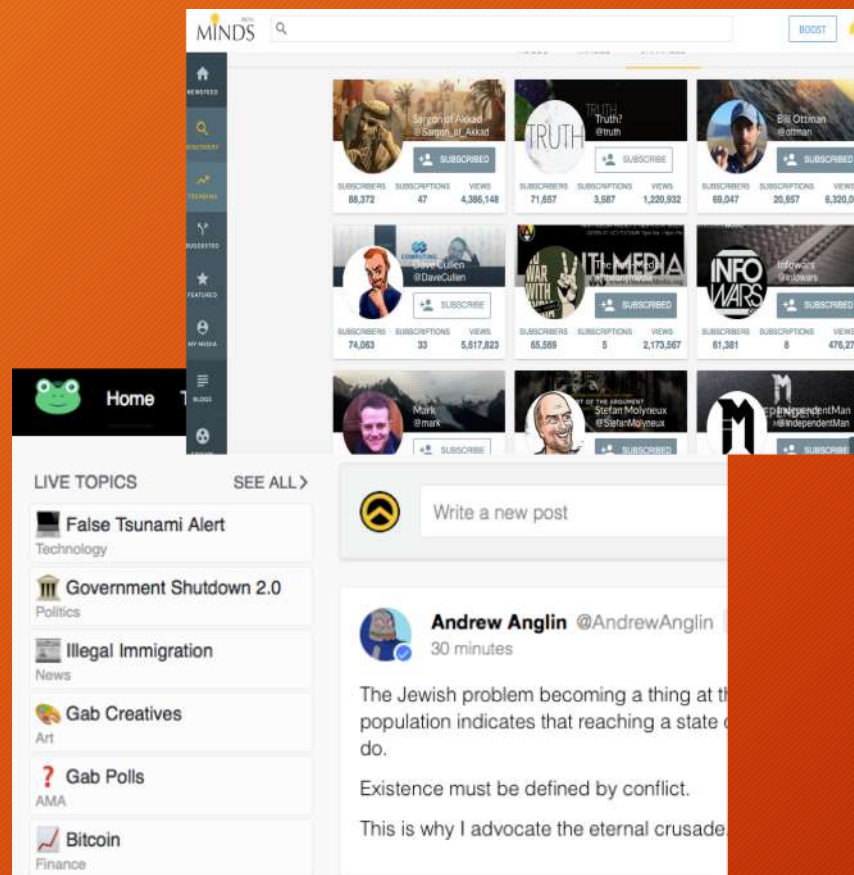 MINDS
BOOST
NEWSFEED
DISCOVERY
TRENDING
SUGGESTED
FEATURED
MY MEDIA
BLOGS
Sargon of Akkad
@Sargon_of_Akkad
SUBSCRIBED
SUBSCRIBERS SUBSCRIPTIONS VIEWS
88,372 47 4,386,148
TRUTH
Truth?
@truth
SUBSCRIBE
SUBSCRIBERS SUBSCRIPTIONS VIEWS
71,657 3,587 1,220,932
Bill Ottman
@ottman
SUBSCRIBED
SUBSCRIBERS SUBSCRIPTIONS VIEWS
69,047 20,957
Dave Cullen
@DaveCullen
SUBSCRIBE
SUBSCRIBERS SUBSCRIPTIONS VIEWS
74,063 33 5,617,823
SUBSCRIBED
SUBSCRIBERS SUBSCRIPTIONS VIEWS
65,569 5 2,173,567
INFO
WARS
Infowars
@infowars
SUBSCRIBED
SUBSCRIBERS SUBSCRIPTIONS VIEWS
61,381 8
Mark
@mark
SUBSCRIBE
Stefan Molyneux
@StefanMolyneux
SUBSCRIBED
IndependentMan
@IndependentMan
SUBSCRIBED
Home
LIVE TOPICS SEE ALL >
False Tsunami Alert
Technology
Government Shutdown 2.0
Politics
Illegal Immigration
News
Gab Creatives
Art
Gab Polls
AMA
Bitcoin
Finance
Write a new post
Andrew Anglin @AndrewAnglin
30 minutes
The Jewish problem becoming a thing at
population indicates that reaching a state
do.
Existence must be defined by conflict.
This is why I advocate the eternal crusade.